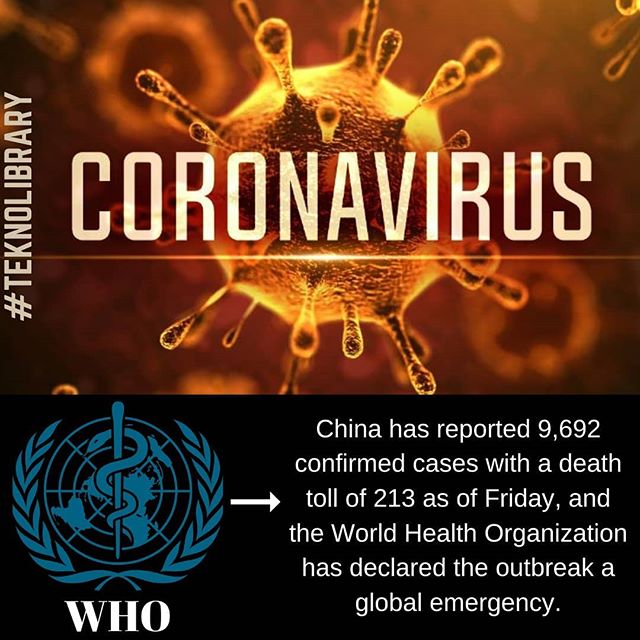 #TEKNOLIBRARY
CORONAVIRUS
WHO
China has reported 9,692
confirmed cases with a death
toll of 213 as of Friday, and
the World Health Organization
has declared the outbreak a
global emergency.